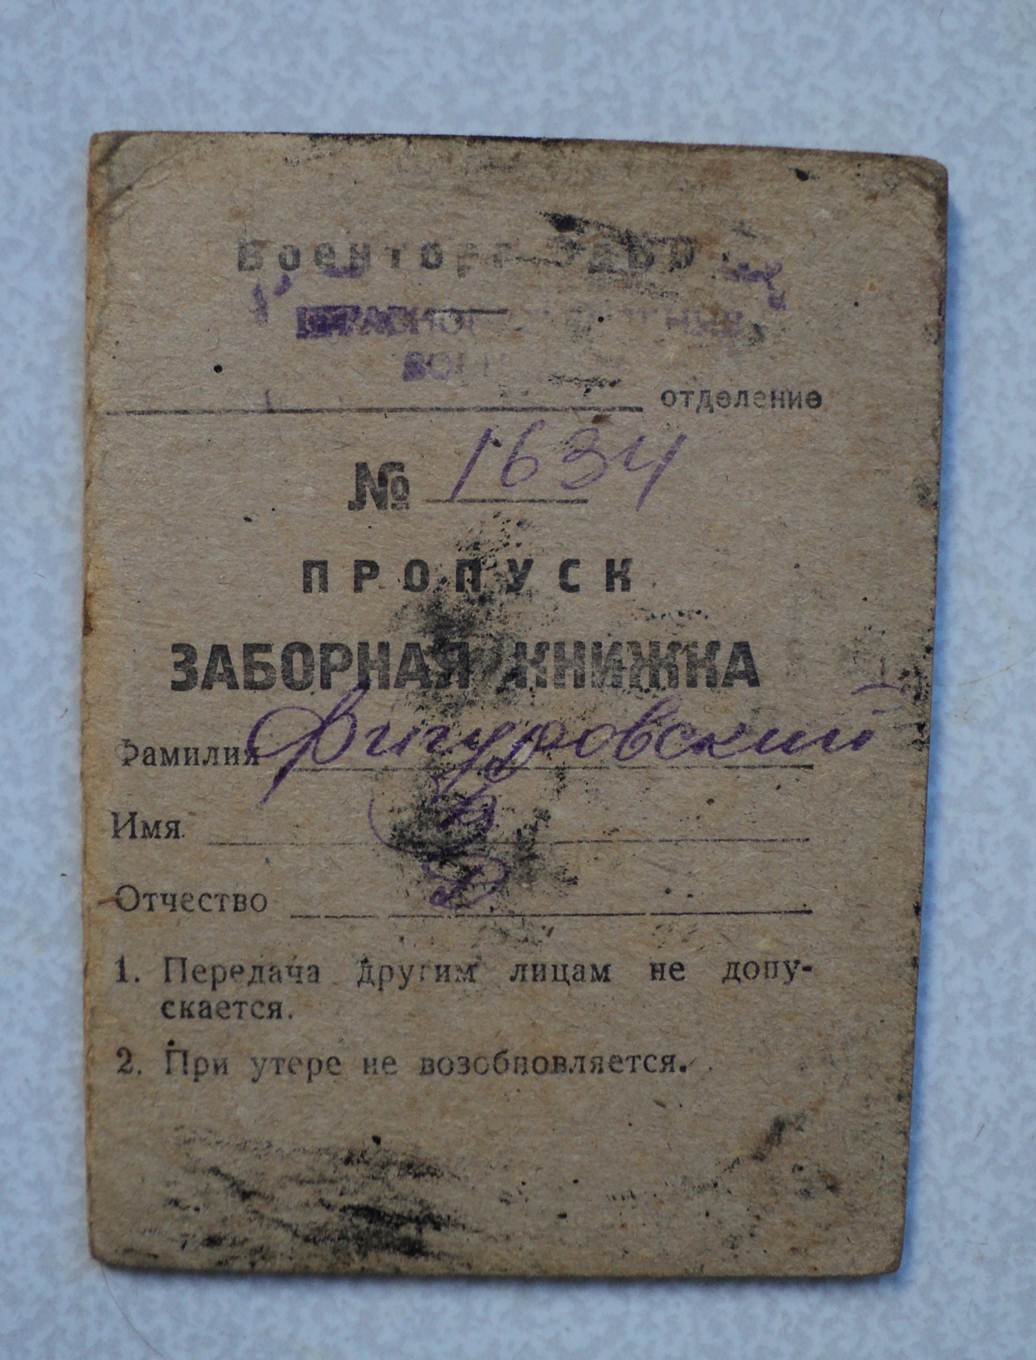 Военторг
отделение
№ 1634
ПРОПУСК
ЗАБОРНАЯ КНИЖКА
Фамилия Фигуровский
Имя
Отчество
1. Передача другим лицам не допу-
скается.
2. При утере не возобновляется.